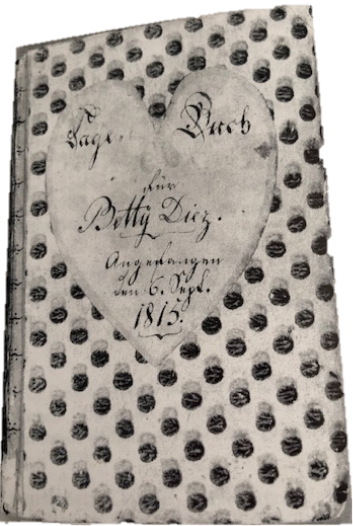 Tage Buch
für
Betty Diez.
Angefangen
den 6. Sept.
1815.